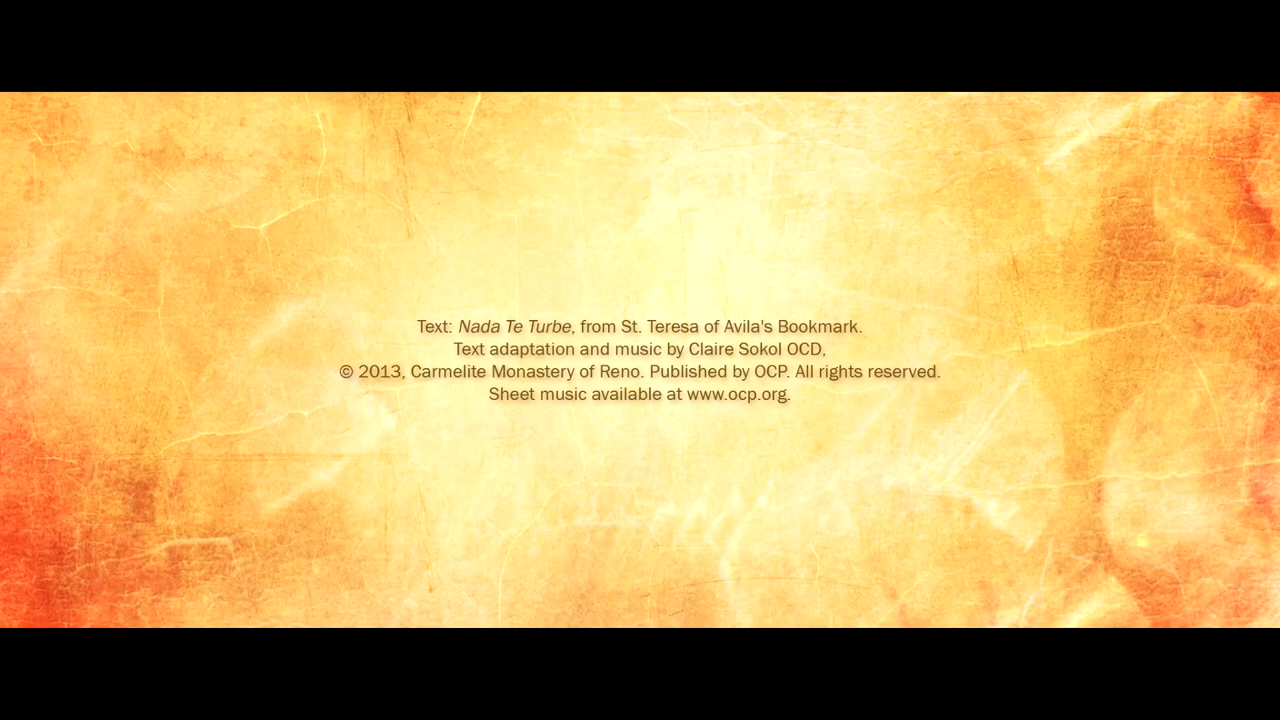 Text: Nada Te Turbe, from St. Teresa of Avila's Bookmark.
Text adaptation and music by Claire Sokol OCD,
© 2013, Carmelite Monastery of Reno. Published by OCP. All rights reserved.
Sheet music available at www.ocp.org.